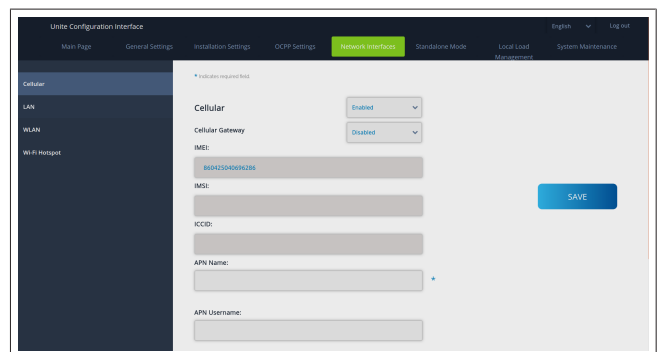 Unite Configuration Interface
English
Log out
Main Page
General Settings
Installation Settings
OCPP Settings
Network Interfaces
Standalone Mode
Local Load
Management
System Maintenance
* Indicates required field.
Cellular
LAN
WLAN
Wi-Fi Hotspot
Cellular
Enabled
Cellular Gateway
Disabled
IMEI:
860425040696286
IMSI:
SAVE
ICCID:
APN Name:
*
APN Username: